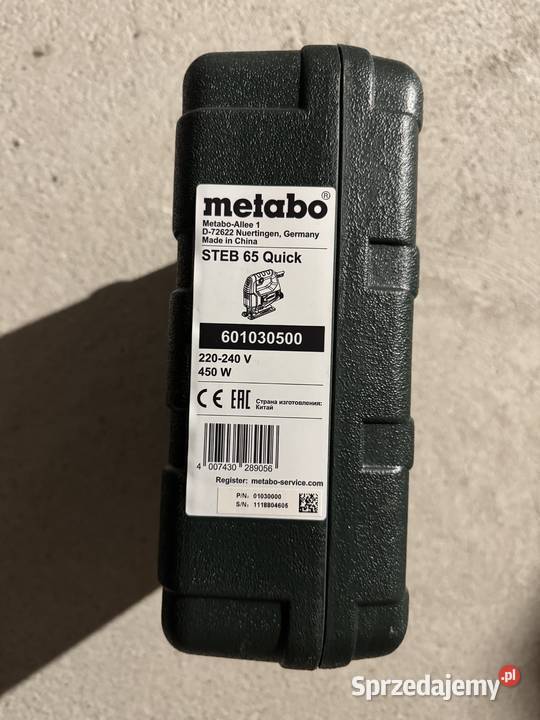 metabo®
Metabo-Allee 1
D-72622 Nuertingen, Germany
Made in China
STEB 65 Quick
601030500
220-240 V
450 W
CE EAC Страна изготовления:
Китай
4 007430 289056
Register: metabo-service.com
P/N: 01030000
S/N: 1118804605
Sprzedajemy.pl